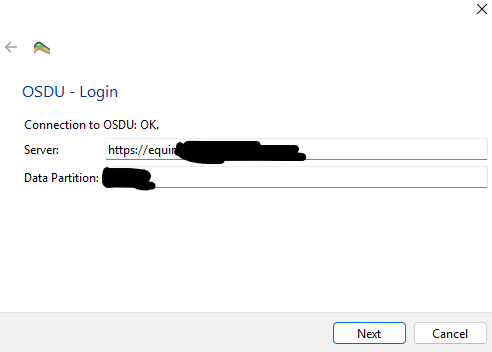 OSDU - Login
Connection to OSDU: OK.
Server: https://equi
Data Partition:
Next Cancel